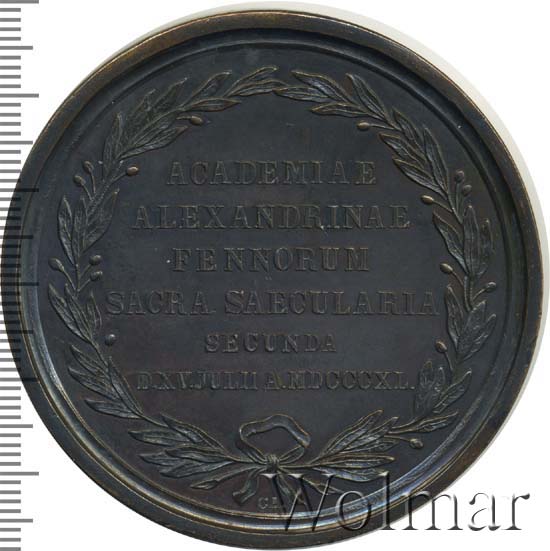 ACADEMIAE
ALEXANDRINAE
FENNORUM
SACRA SAECULARIA
SECUNDA
D.XV.JULII A.MDCCCXL.
Wolmar